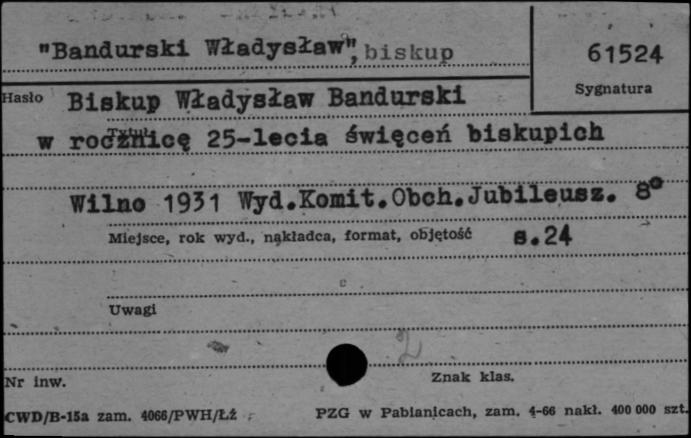 "Bandurski Władysław", biskup
61524
Sygnatura
Hasło Biskup Władysław Bandurski
Tytuł
w rocznicę 25-lecia święceń biskupich
Wilno 1931 Wyd.Komit.Obch.Jubileusz. 8°
Miejsce, rok wyd., nakładca, format, objętość s.24
Uwagi
2
Nr inw.
Znak klas.
CWD/B-15a zam. 4066/PWH/Łż PZG w Pabianicach, zam. 4-66 nakł. 400 000 szt.